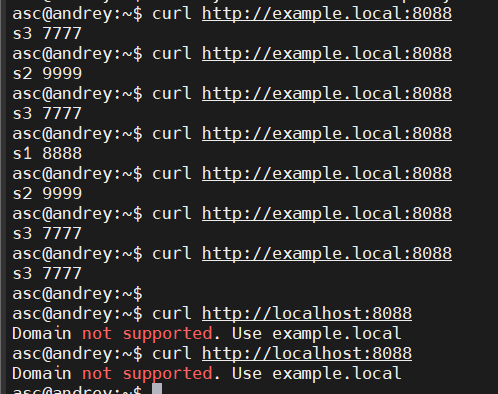 asc@andrey:~$ curl http://example.local:8088
s3 7777
asc@andrey:~$ curl http://example.local:8088
s2 9999
asc@andrey:~$ curl http://example.local:8088
s3 7777
asc@andrey:~$ curl http://example.local:8088
s1 8888
asc@andrey:~$ curl http://example.local:8088
s2 9999
asc@andrey:~$ curl http://example.local:8088
s3 7777
asc@andrey:~$ curl http://example.local:8088
s3 7777
asc@andrey:~$
asc@andrey:~$ curl http://localhost:8088
Domain not supported. Use example.local
asc@andrey:~$ curl http://localhost:8088
Domain not supported. Use example.local
asc@andrey:~$